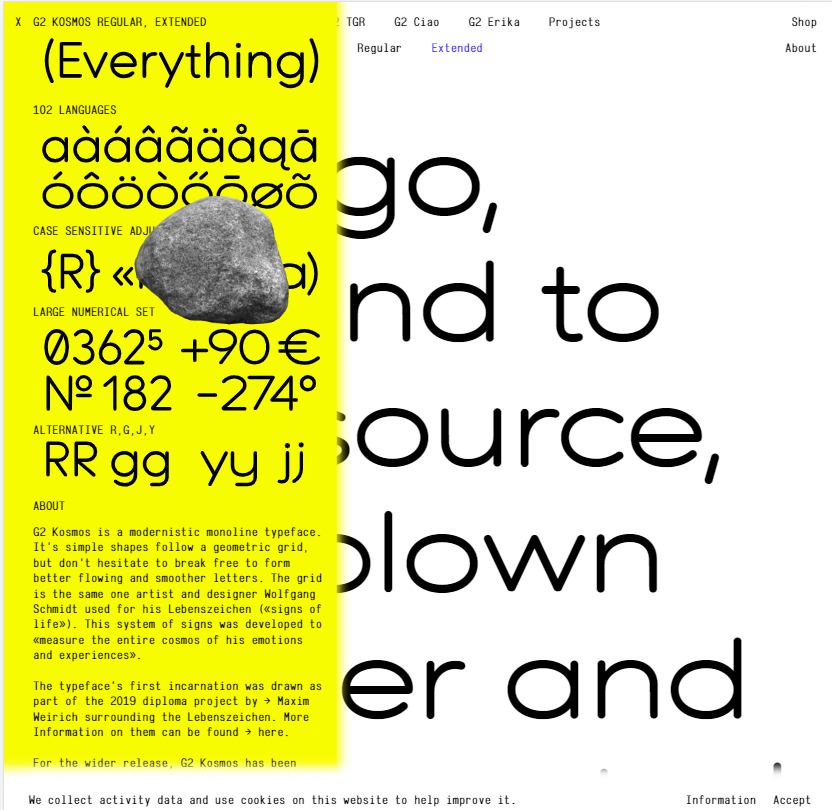 X G2 KOSMOS REGULAR, EXTENDED TGR G2 Ciao G2 Erika Projects Shop
Regular Extended About
(Everything)
102 LANGUAGES
aàáâãäåąā
óôöòőōøõ
go,
CASE SENSITIVE
{R} « a)
nd to
LARGE NUMERICAL SET
0362⁵ +90€
№182 -274°
ALTERNATIVE R,G,J,Y
RR gg yy jj
source,
ABOUT
G2 Kosmos is a modernistic monoline typeface.
It's simple shapes follow a geometric grid,
but don't hesitate to break free to form
better flowing and smoother letters. The grid
is the same one artist and designer Wolfgang
Schmidt used for his Lebenszeichen («signs of
life»). This system of signs was developed to
«measure the entire cosmos of his emotions
and experiences».
lown
The typeface's first incarnation was drawn as
part of the 2019 diploma project by → Maxim
Weirich surrounding the Lebenszeichen. More
Information on them can be found → here.
er and
For the wider release, G2 Kosmos has been
We collect activity data and use cookies on this website to help improve it. Information Accept